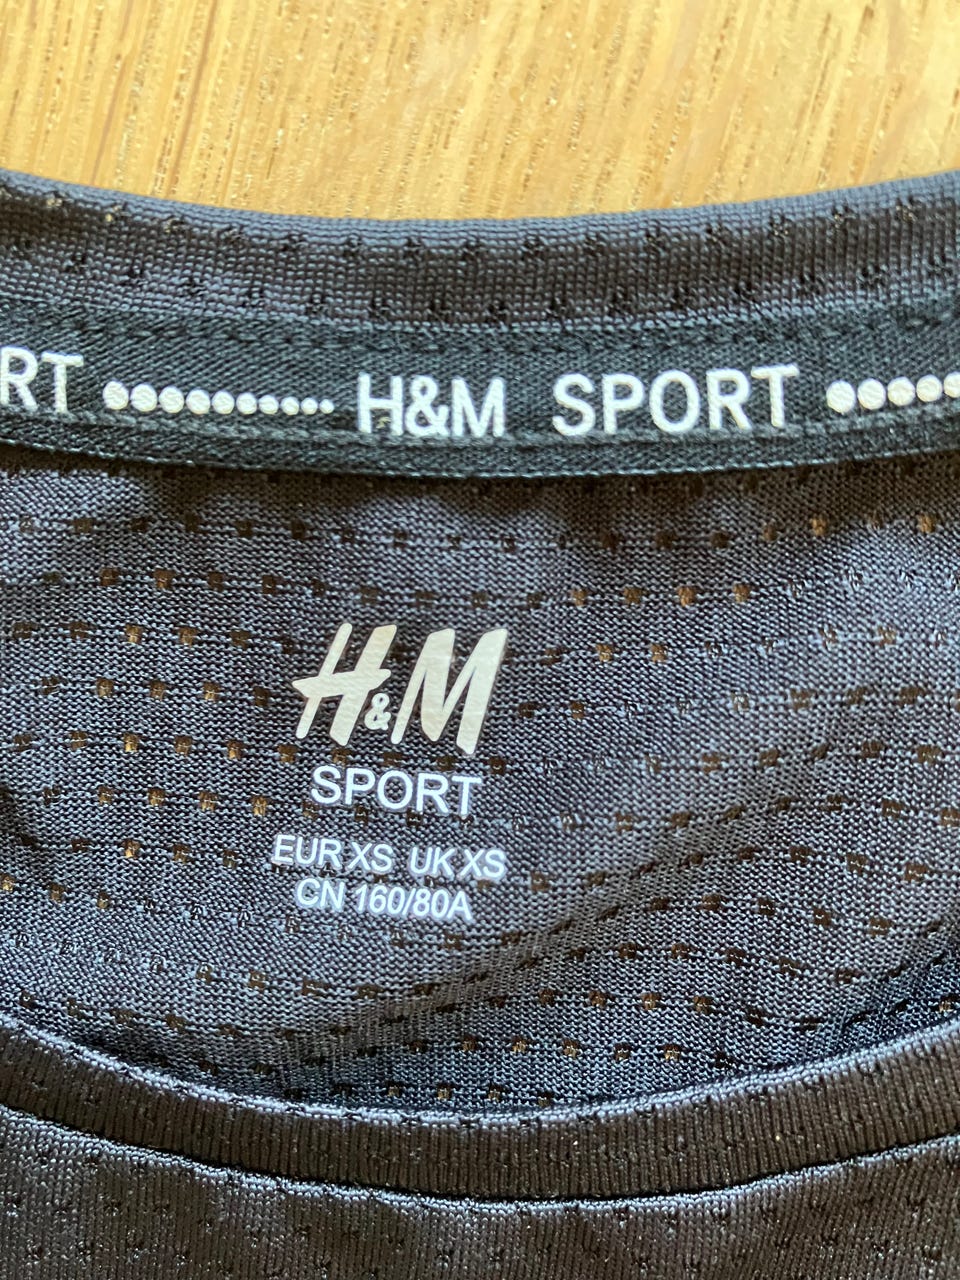 RT H&M SPORT
H&M
SPORT
EUR XS UK XS
CN 160/80A